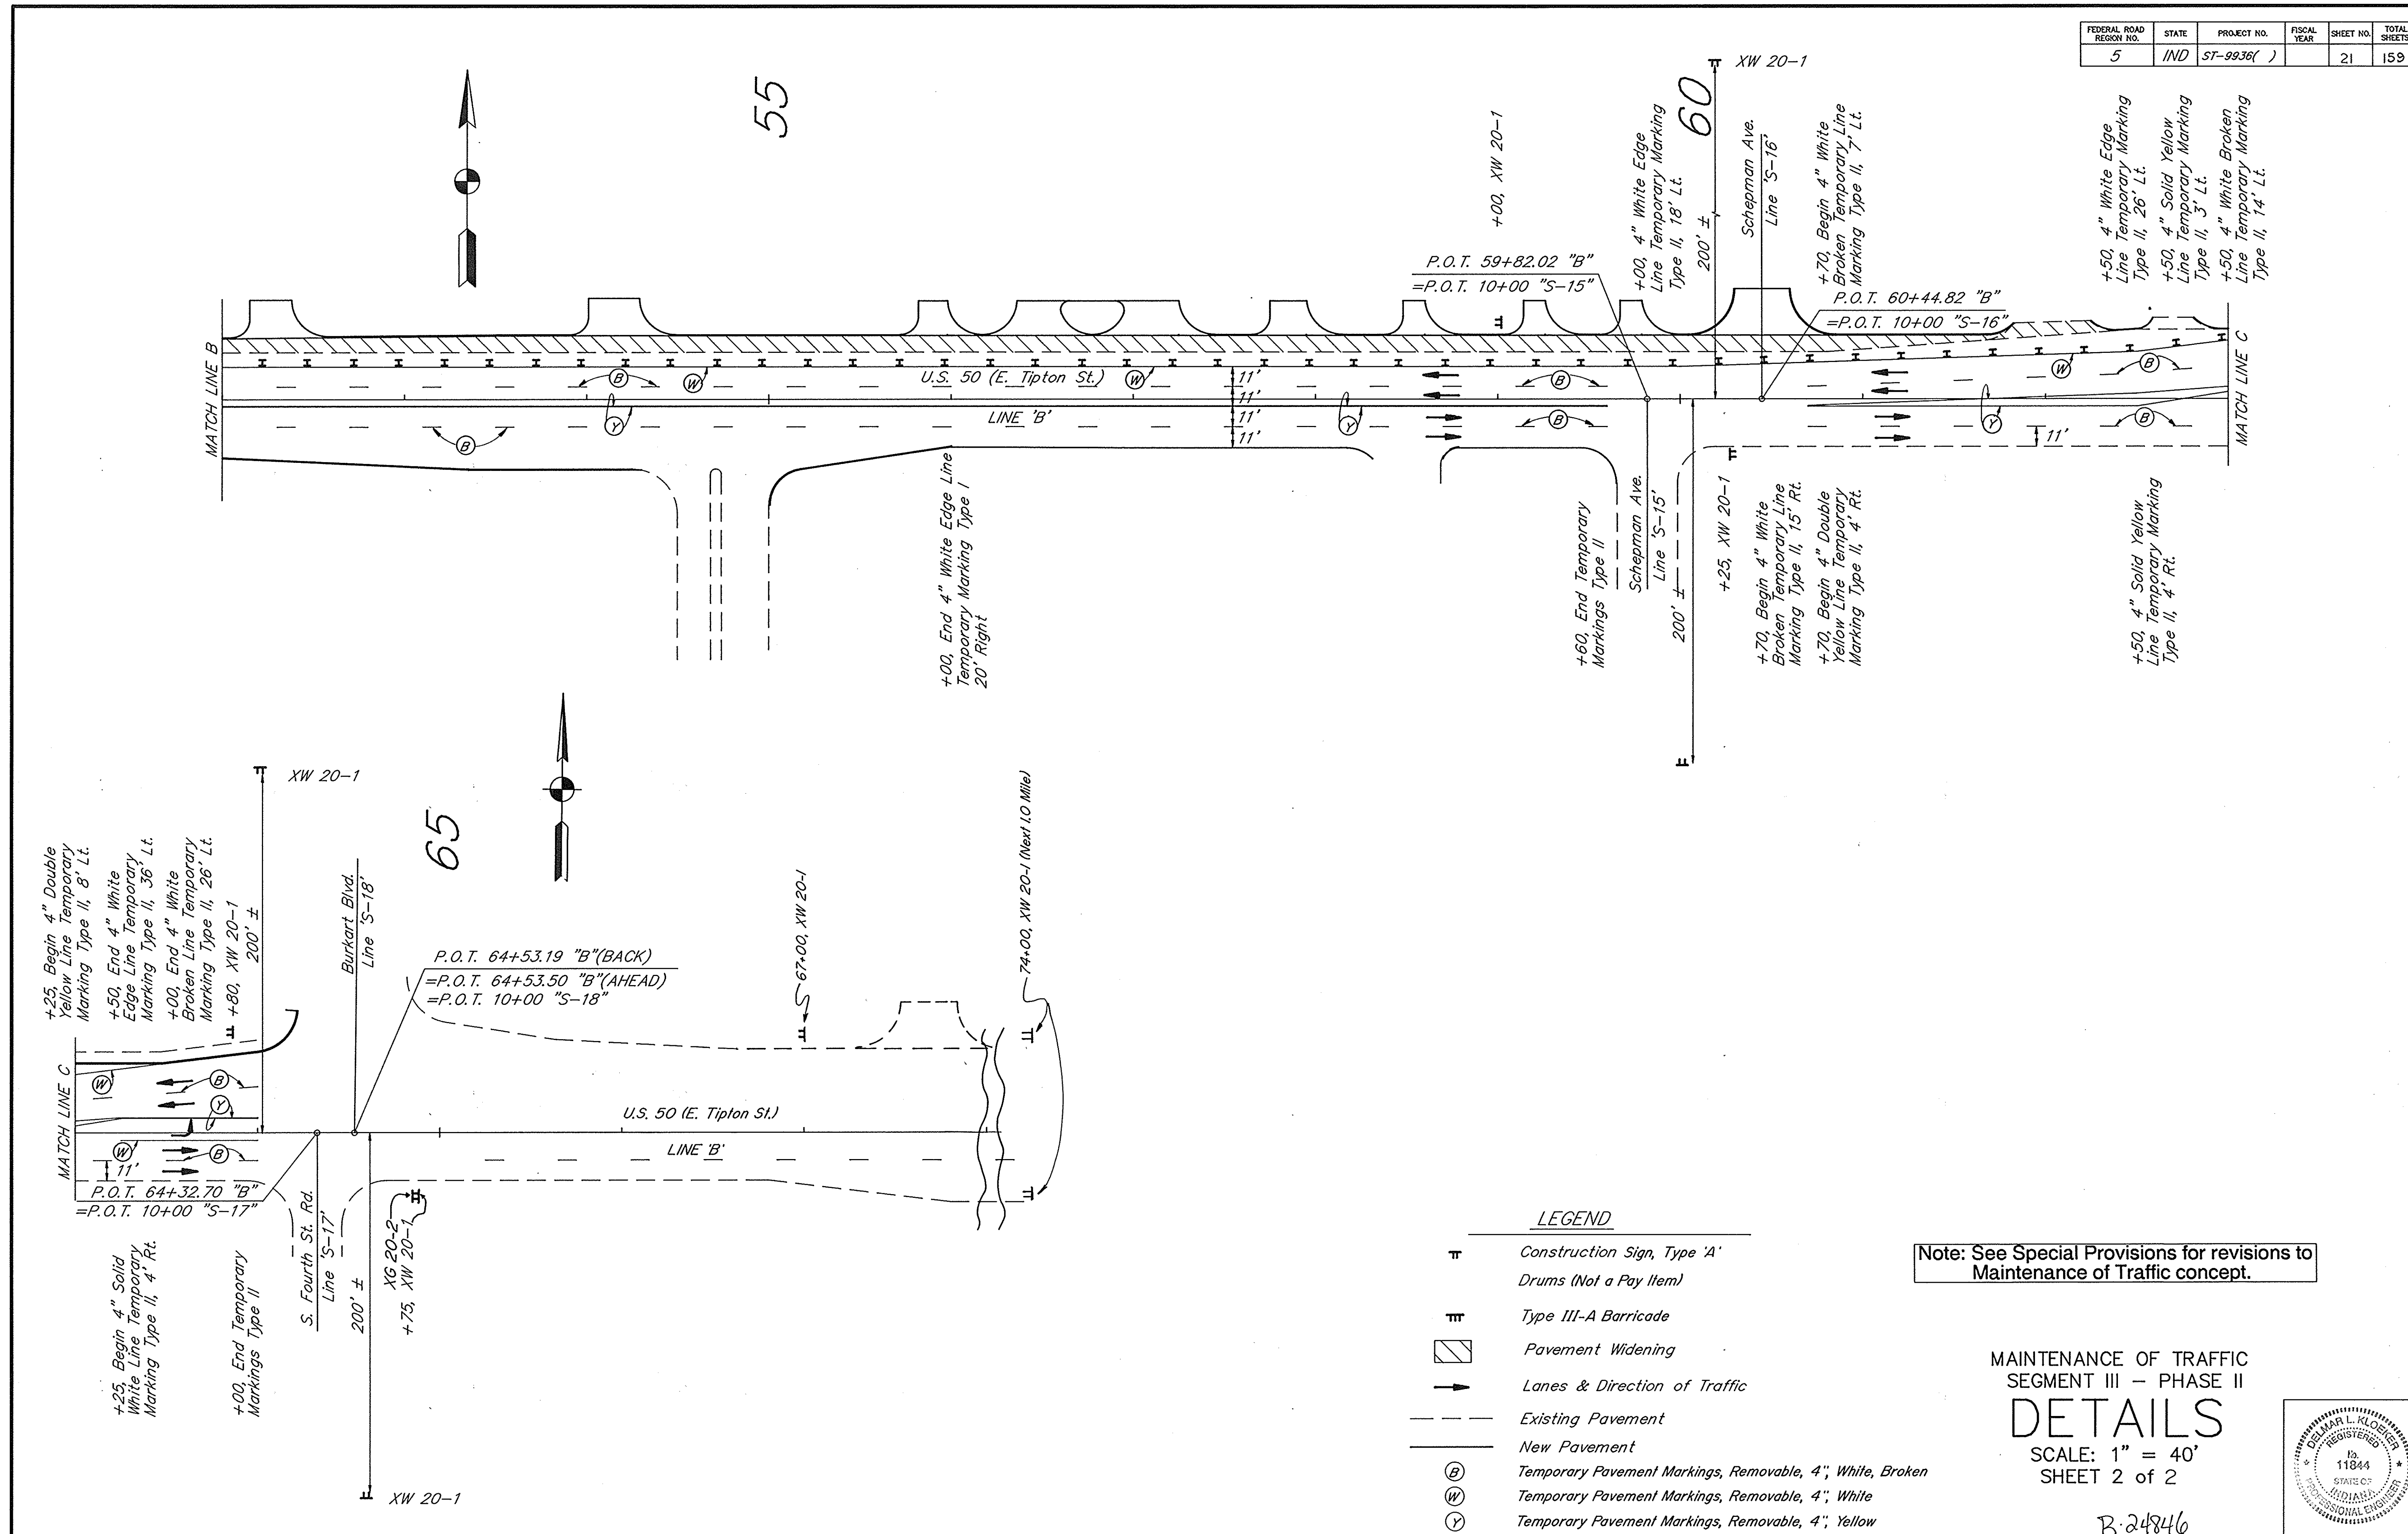 FEDERAL ROAD REGION NO.
STATE
PROJECT NO.
FISCAL YEAR
SHEET NO.
TOTAL SHEETS
5
IND
ST-9936( )
21
159
55
60
XW 20-1
+00, XW 20-1
+00, 4" White Edge
Line Temporary Marking
Type II, 18' Lt.
200' ±
Schepman Ave.
Line 'S-16'
+70, Begin 4" White
Broken Temporary Line
Marking Type II, 7' Lt.
+50, 4" White Edge
Line Temporary Marking
Type II, 26' Lt.
+50, 4" Solid Yellow
Line Temporary Marking
Type II, 3' Lt.
+50, 4" White Broken
Line Temporary Marking
Type II, 14' Lt.
P.O.T. 59+82.02 "B"
=P.O.T. 10+00 "S-15"
P.O.T. 60+44.82 "B"
=P.O.T. 10+00 "S-16"
MATCH LINE B
MATCH LINE C
B
W
U.S. 50 (E. Tipton St.)
W
11'
B
W
B
11'
Y
LINE 'B'
11'
Y
B
Y
B
B
11'
11'
+00, End 4" White Edge Line
Temporary Marking Type I
20' Right
+60, End Temporary
Markings Type II
Schepman Ave.
Line 'S-15'
200' ±
+25, XW 20-1
+70, Begin 4" White
Broken Temporary Line
Marking Type II, 15' Rt.
+70, Begin 4" Double
Yellow Line Temporary
Marking Type II, 4' Rt.
+50, 4" Solid Yellow
Line Temporary Marking
Type II, 4' Rt.
XW 20-1
65
+25, Begin 4" Double
Yellow Line Temporary
Marking Type II, 8' Lt.
+50, End 4" White
Edge Line Temporary
Marking Type II, 36' Lt.
+00, End 4" White
Broken Line Temporary
Marking Type II, 26' Lt.
+80, XW 20-1
200' ±
Burkart Blvd.
Line 'S-18'
P.O.T. 64+53.19 "B"(BACK)
=P.O.T. 64+53.50 "B"(AHEAD)
=P.O.T. 10+00 "S-18"
67+00, XW 20-1
74+00, XW 20-1 (Next 1.0 Mile)
MATCH LINE C
W
B
Y
W
B
11'
U.S. 50 (E. Tipton St.)
LINE 'B'
P.O.T. 64+32.70 "B"
=P.O.T. 10+00 "S-17"
+25, Begin 4" Solid
White Line Temporary
Marking Type II, 4' Rt.
+00, End Temporary
Markings Type II
S. Fourth St. Rd.
Line 'S-17'
200' ±
XG 20-2
+75, XW 20-1
XW 20-1
LEGEND
Construction Sign, Type 'A'
Drums (Not a Pay Item)
Type III-A Barricade
Pavement Widening
Lanes & Direction of Traffic
Existing Pavement
New Pavement
B Temporary Pavement Markings, Removable, 4", White, Broken
W Temporary Pavement Markings, Removable, 4", White
Y Temporary Pavement Markings, Removable, 4", Yellow
Note: See Special Provisions for revisions to
Maintenance of Traffic concept.
MAINTENANCE OF TRAFFIC
SEGMENT III - PHASE II
DETAILS
SCALE: 1" = 40'
SHEET 2 of 2
DELMAR L. KLOEKER
REGISTERED
No.
11844
STATE OF
INDIANA
PROFESSIONAL ENGINEER
R-24846